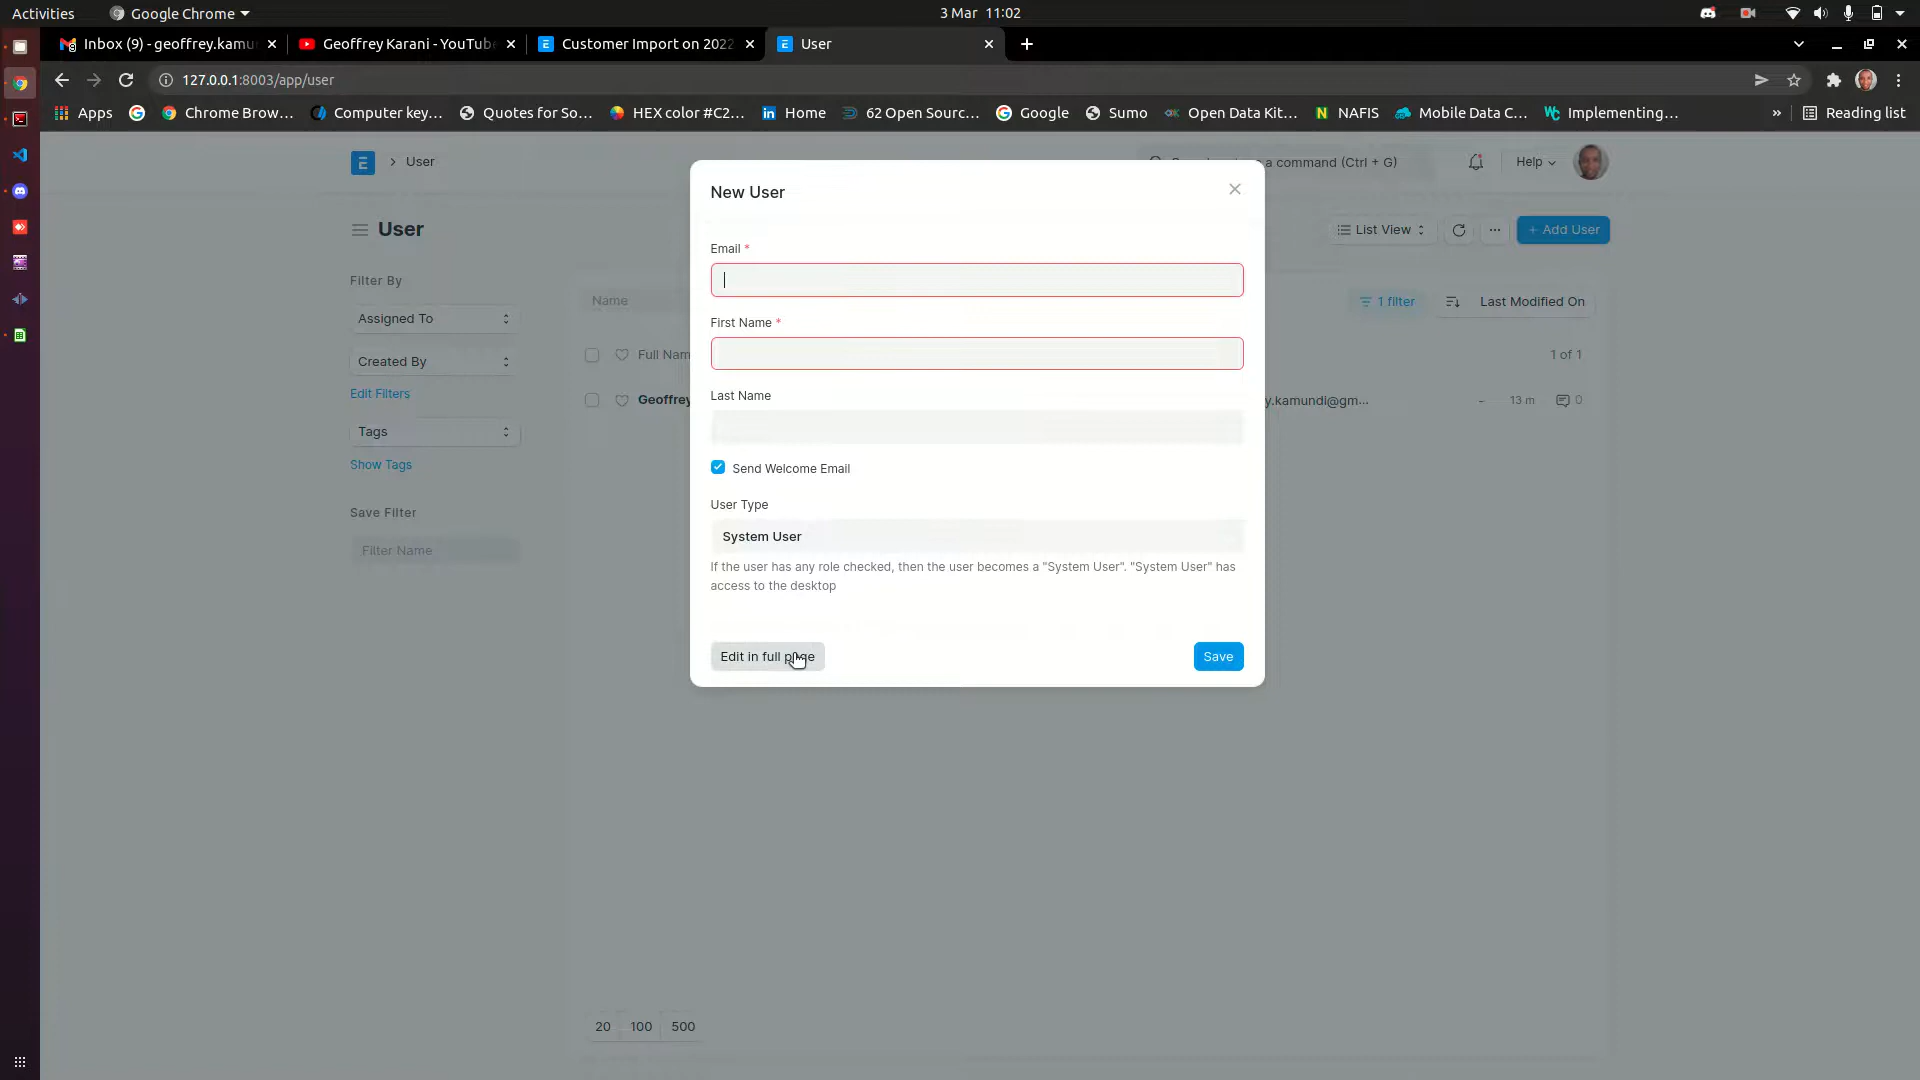 Activities
Google Chrome
3 Mar 11:02
Inbox (9) - geoffrey.kamu
Geoffrey Karani - YouTube
Customer Import on 2022
User
127.0.0.1:8003/app/user
Apps
Chrome Brow...
Computer key...
Quotes for So...
HEX color #C2...
Home
62 Open Sourc...
Google
Sumo
Open Data Kit...
NAFIS
Mobile Data C...
Implementing...
»
Reading list
User
a command (Ctrl + G)
Help
User
List View
+ Add User
Filter By
Assigned To
Created By
Edit Filters
Tags
Show Tags
Save Filter
Filter Name
Name
1 filter
Last Modified On
Full Nam
1 of 1
Geoffrey
y.kamundi@gm...
-
13 m
0
New User
Email *
First Name *
Last Name
Send Welcome Email
User Type
System User
If the user has any role checked, then the user becomes a "System User". "System User" has
access to the desktop
Edit in full page
Save
20
100
500